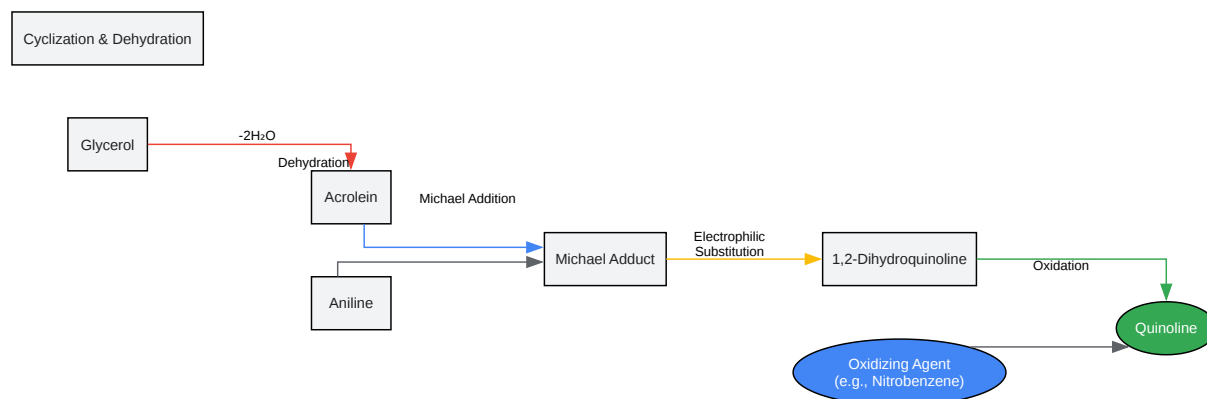 Cyclization & Dehydration
Glycerol
-2H₂O
Dehydration
Acrolein
Michael Addition
Aniline
Michael Adduct
Electrophilic
Substitution
1,2-Dihydroquinoline
Oxidation
Quinoline
Oxidizing Agent
(e.g., Nitrobenzene)